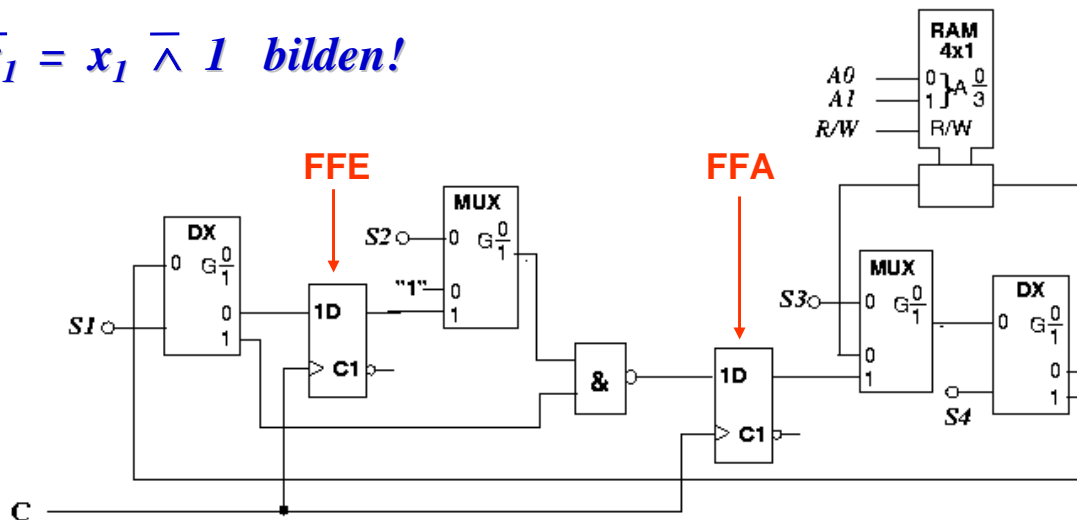 = x₁ ⊼ 1 bilden!
RAM
4x1
A0 0 } A 0/3
A1 1
R/W R/W
FFE
FFA
MUX
S2 0 G 0/1
"1" 0
1
DX
0 G 0/1
0
1
S1
1D
C1
&
1D
C1
MUX
S3 0 G 0/1
0
1
DX
0 G 0/1
0
1
S4
C